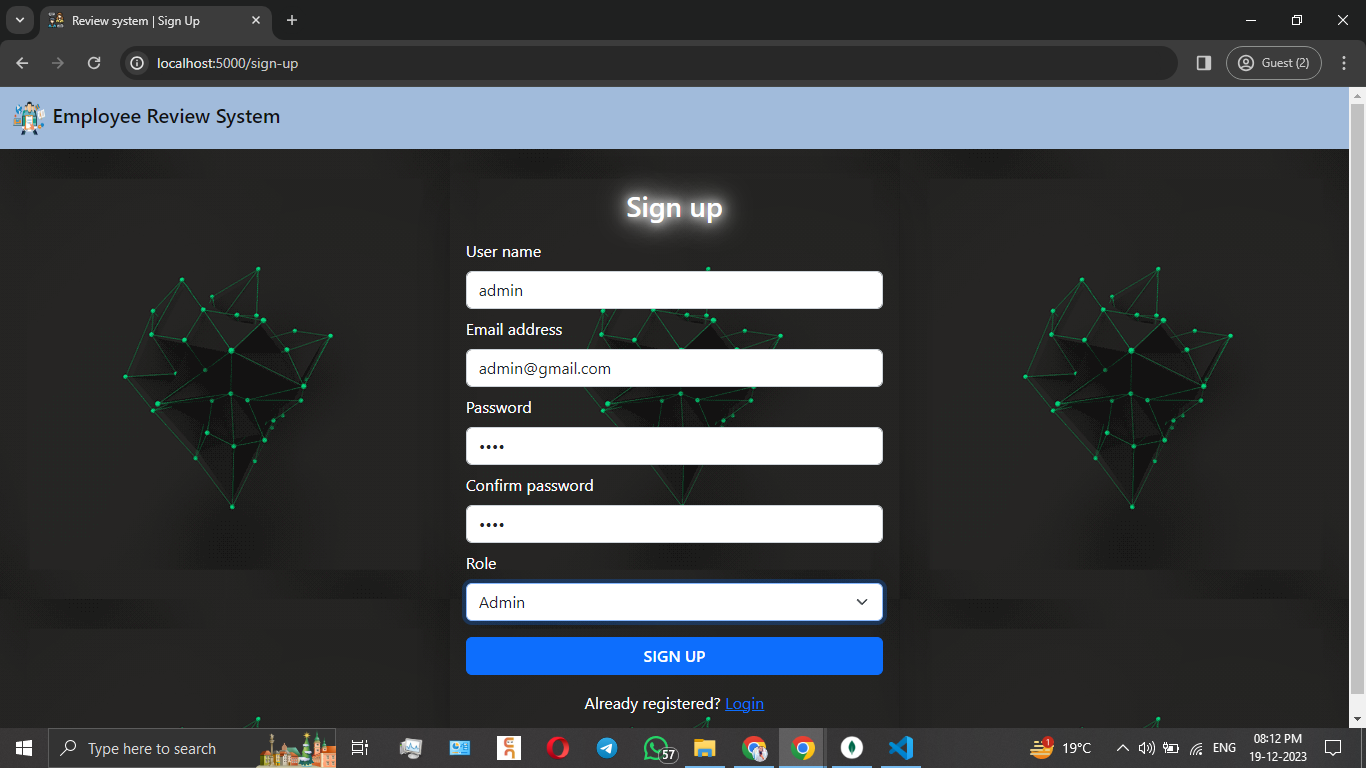 Review system | Sign Up
localhost:5000/sign-up
Guest (2)
Employee Review System
Sign up
User name
admin
Email address
admin@gmail.com
Password
••••
Confirm password
••••
Role
Admin
SIGN UP
Already registered? Login
Type here to search
57
1
19°C
ENG
08:12 PM
19-12-2023